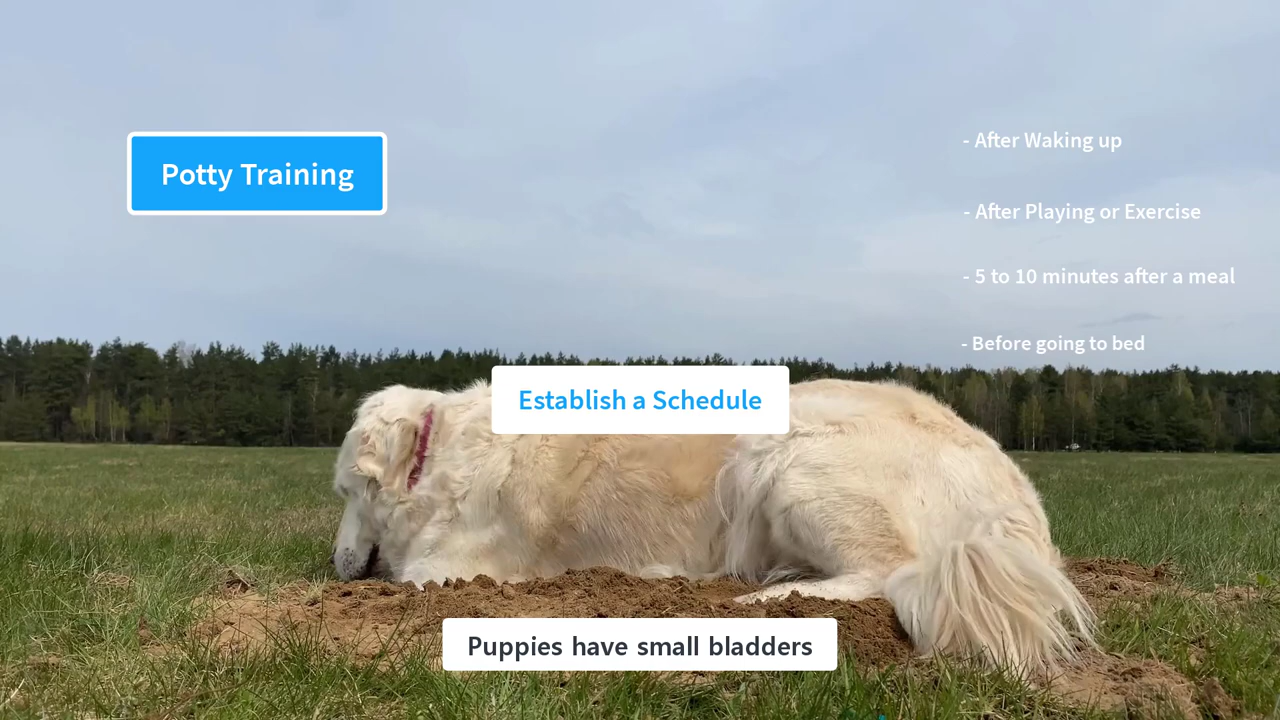 Potty Training
- After Waking up
- After Playing or Exercise
- 5 to 10 minutes after a meal
- Before going to bed
Establish a Schedule
Puppies have small bladders